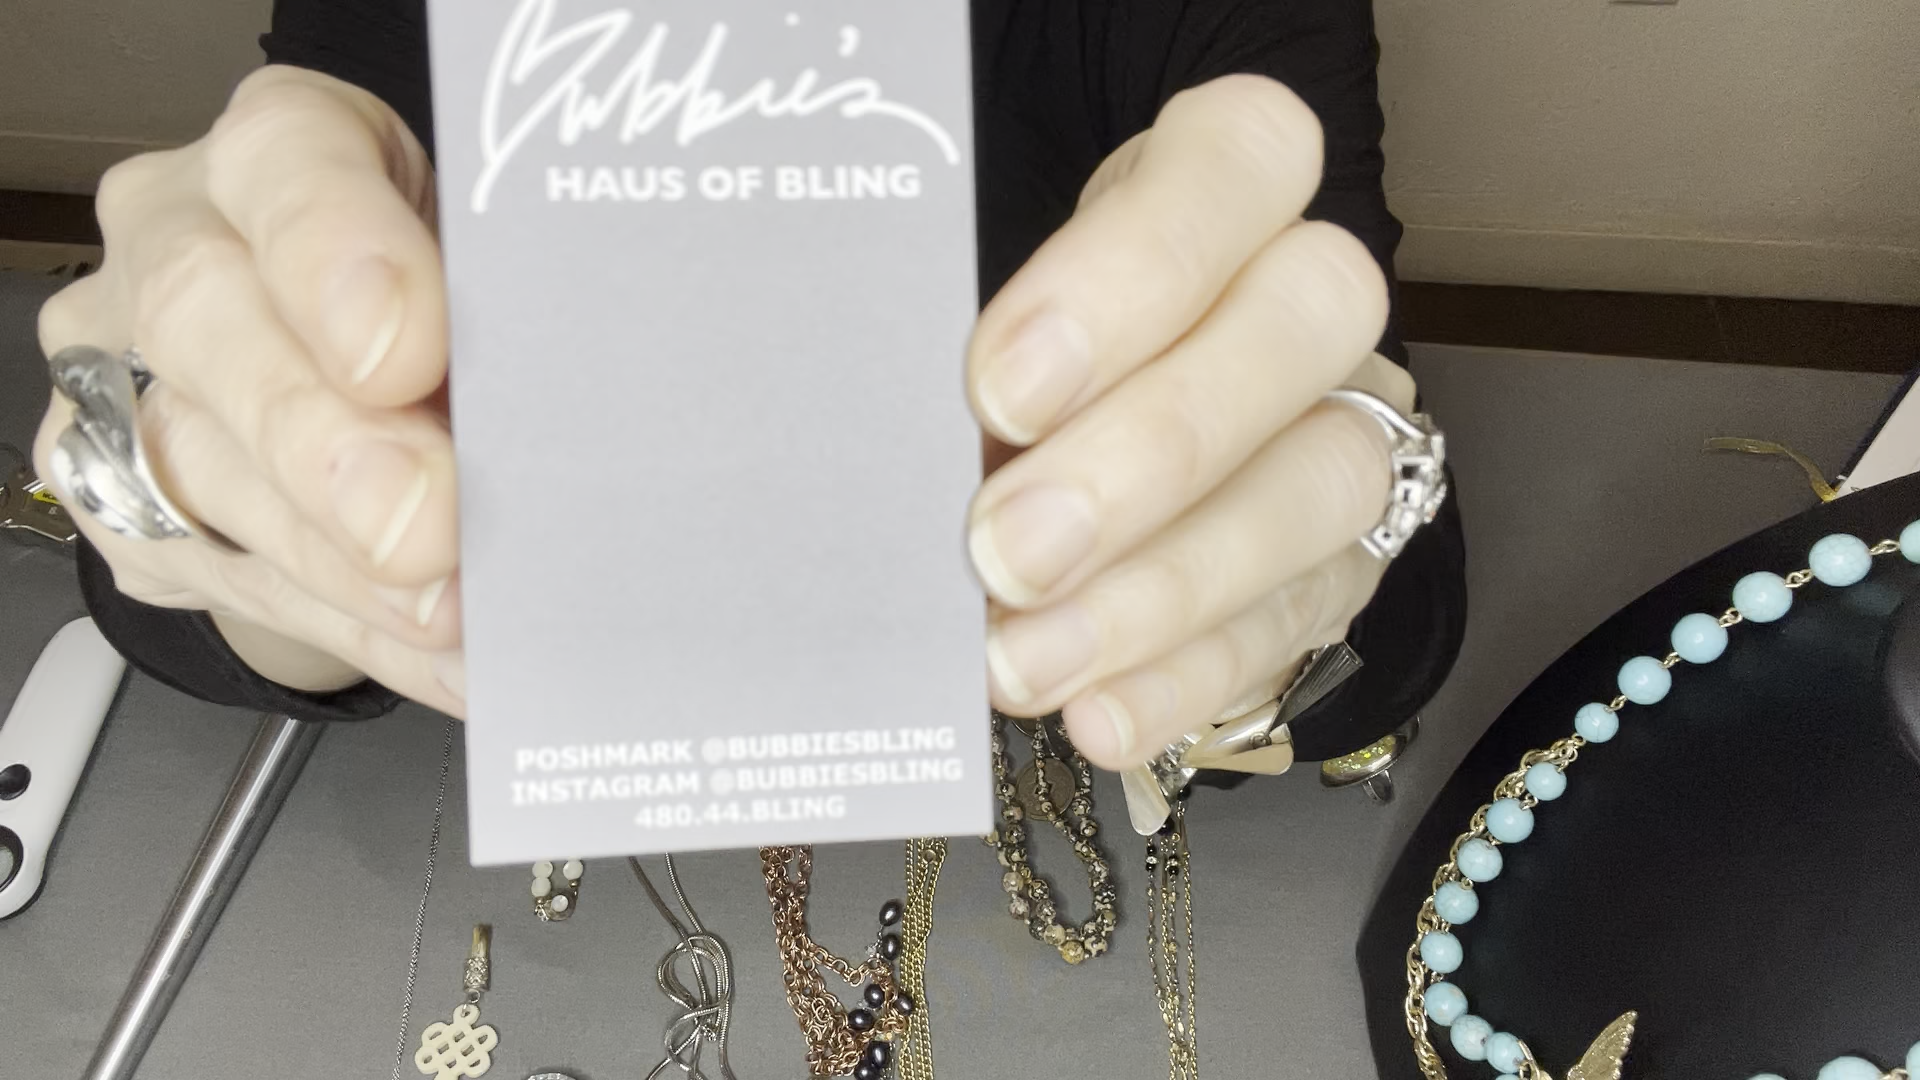 Bubbie's
HAUS OF BLING
POSHMARK @BUBBIESBLING
INSTAGRAM @BUBBIESBLING
480.44.BLING